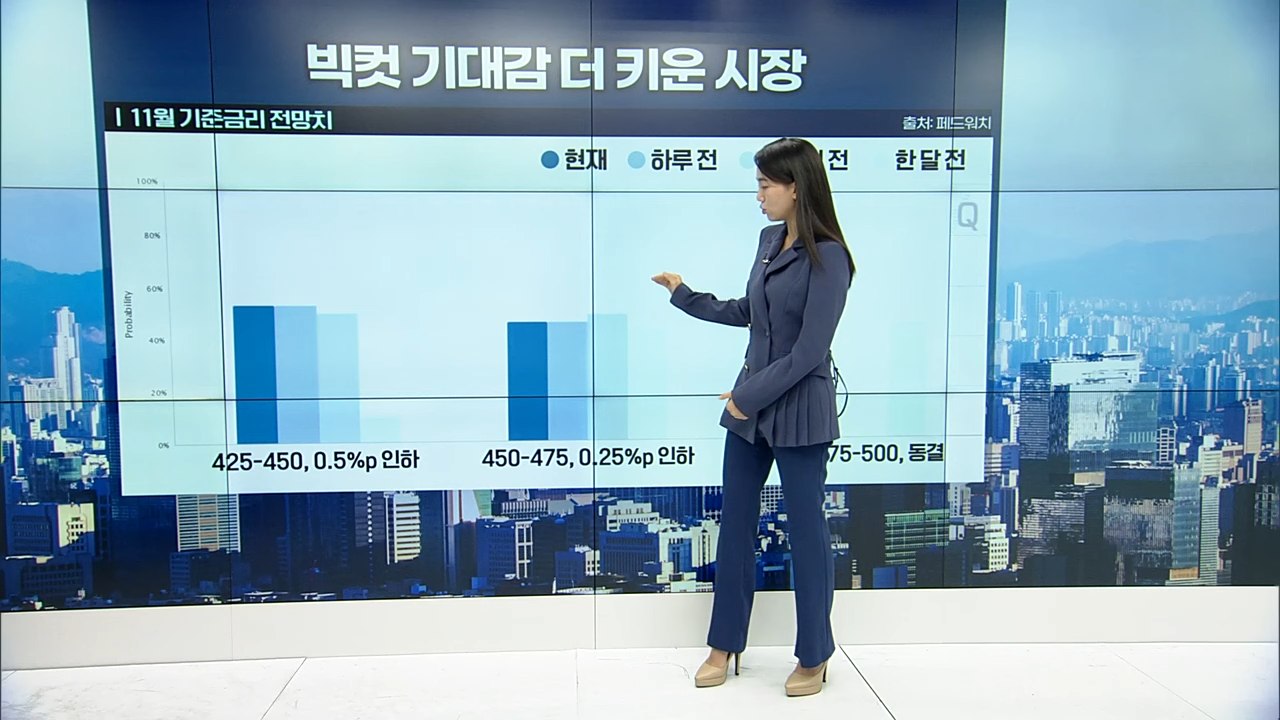 빅컷 기대감 더 키운 시장
11월 기준금리 전망치
출처: 페드워치
현재 하루 전 전 한 달 전
Q
100%
80%
60%
40%
20%
0%
Probability
425-450, 0.5%p 인하
450-475, 0.25%p 인하
75-500, 동결